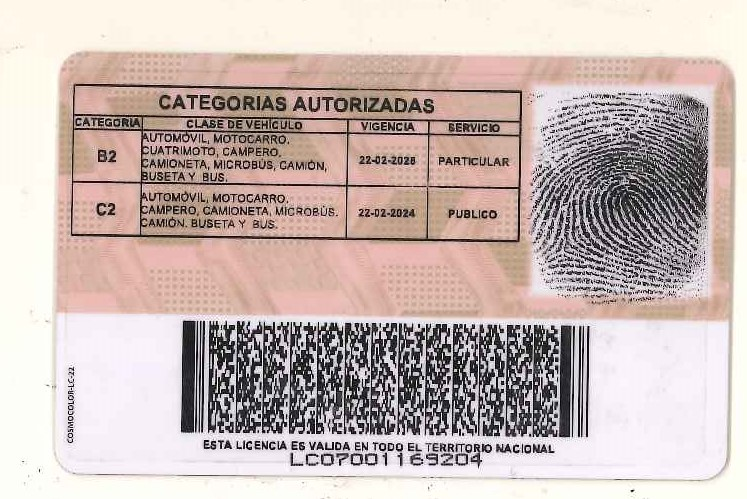 CATEGORIAS AUTORIZADAS
CATEGORIA CLASE DE VEHÍCULO VIGENCIA SERVICIO
B2 AUTOMÓVIL, MOTOCARRO, CUATRIMOTO, CAMPERO, CAMIONETA, MICROBÚS, CAMIÓN, BUSETA Y BUS. 22-02-2026 PARTICULAR
C2 AUTOMÓVIL, MOTOCARRO, CAMPERO, CAMIONETA, MICROBÚS, CAMIÓN, BUSETA Y BUS. 22-02-2024 PUBLICO
COSMOCOLOR-LC-22
ESTA LICENCIA ES VALIDA EN TODO EL TERRITORIO NACIONAL
LC07001169204